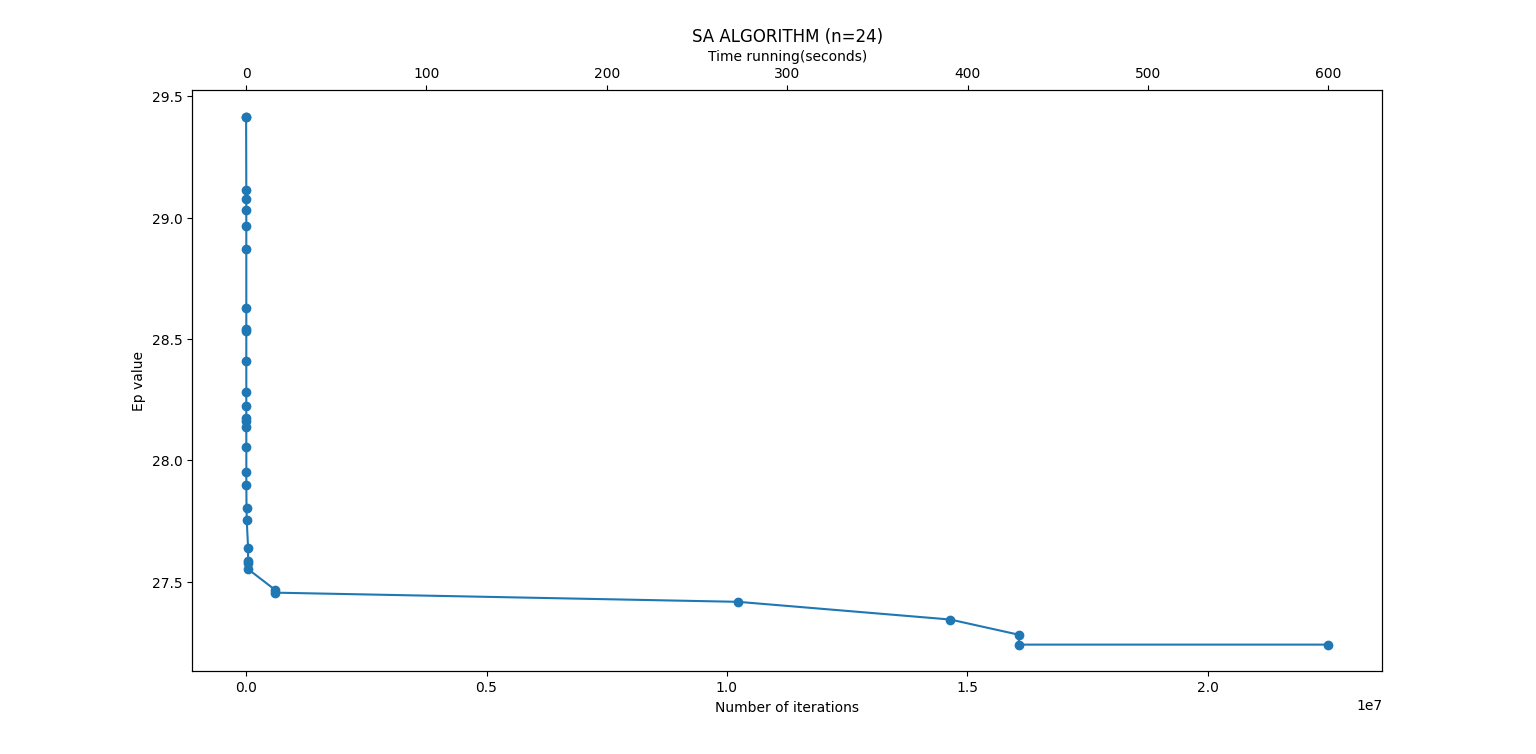 SA ALGORITHM (n=24)
Time running(seconds)
0 100 200 300 400 500 600
29.5
29.0
28.5
28.0
27.5
Ep value
0.0 0.5 1.0 1.5 2.0
Number of iterations
1e7